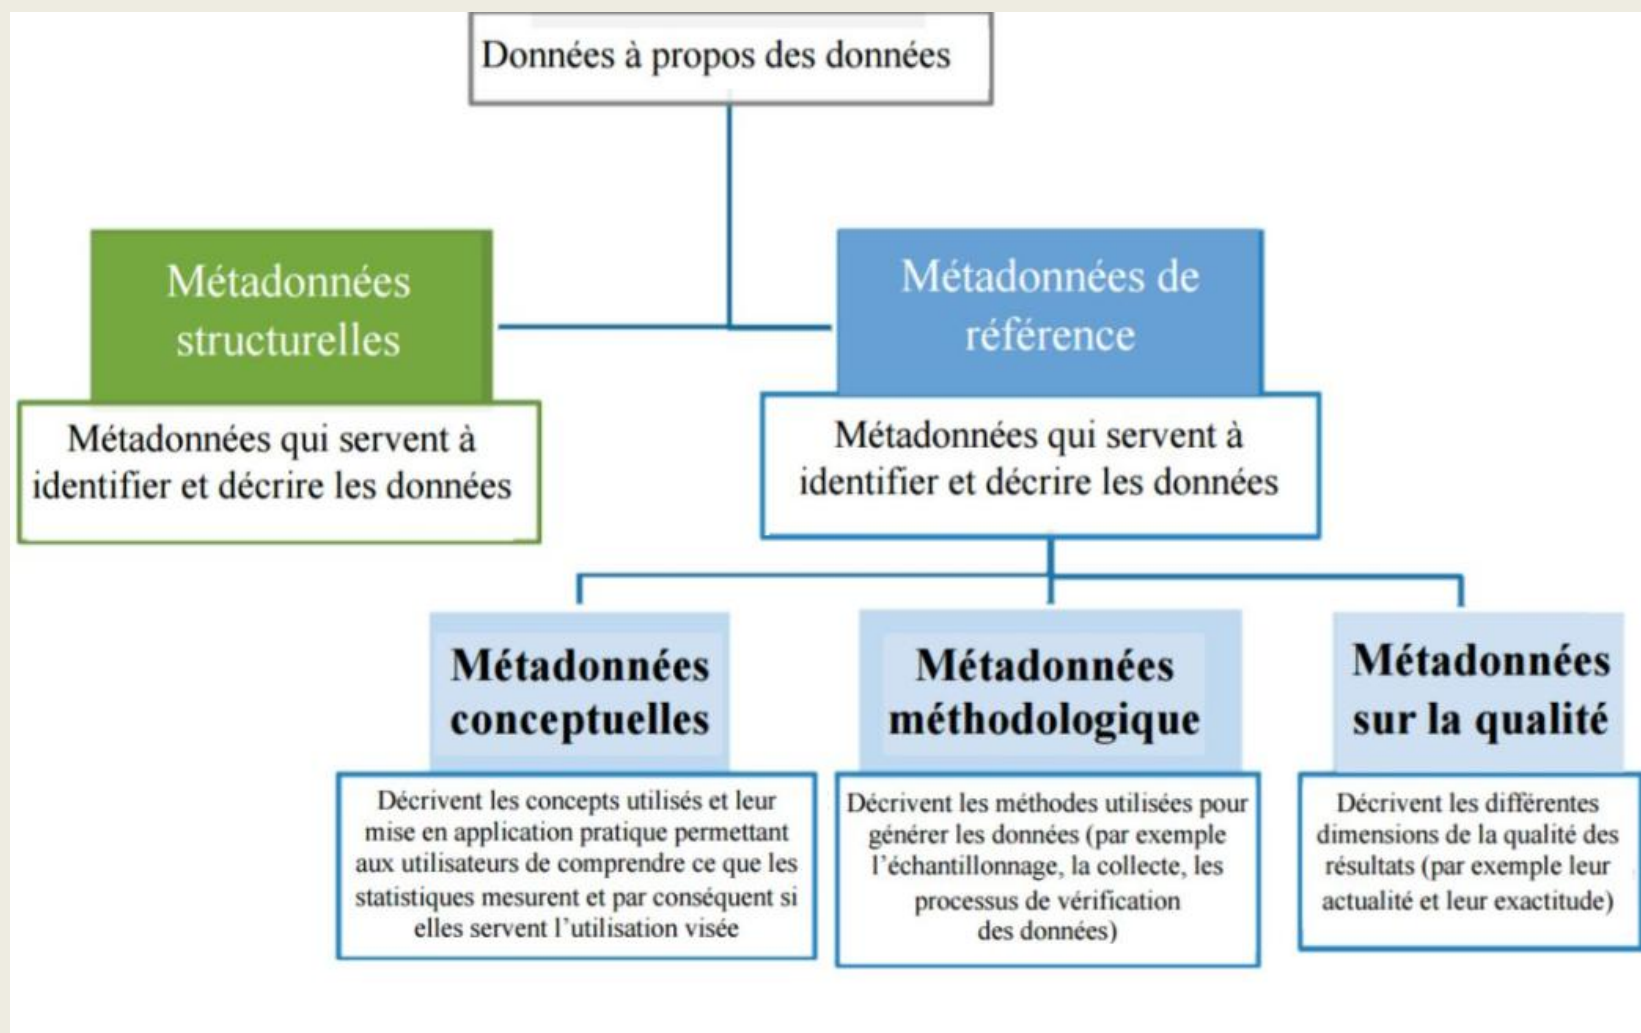 Données à propos des données
Métadonnées
structurelles
Métadonnées qui servent à
identifier et décrire les données
Métadonnées de
référence
Métadonnées qui servent à
identifier et décrire les données
Métadonnées
conceptuelles
Décrivent les concepts utilisés et leur
mise en application pratique permettant
aux utilisateurs de comprendre ce que les
statistiques mesurent et par conséquent si
elles servent l'utilisation visée
Métadonnées
méthodologique
Décrivent les méthodes utilisées pour
générer les données (par exemple
l'échantillonnage, la collecte, les
processus de vérification
des données)
Métadonnées
sur la qualité
Décrivent les différentes
dimensions de la qualité des
résultats (par exemple leur
actualité et leur exactitude)